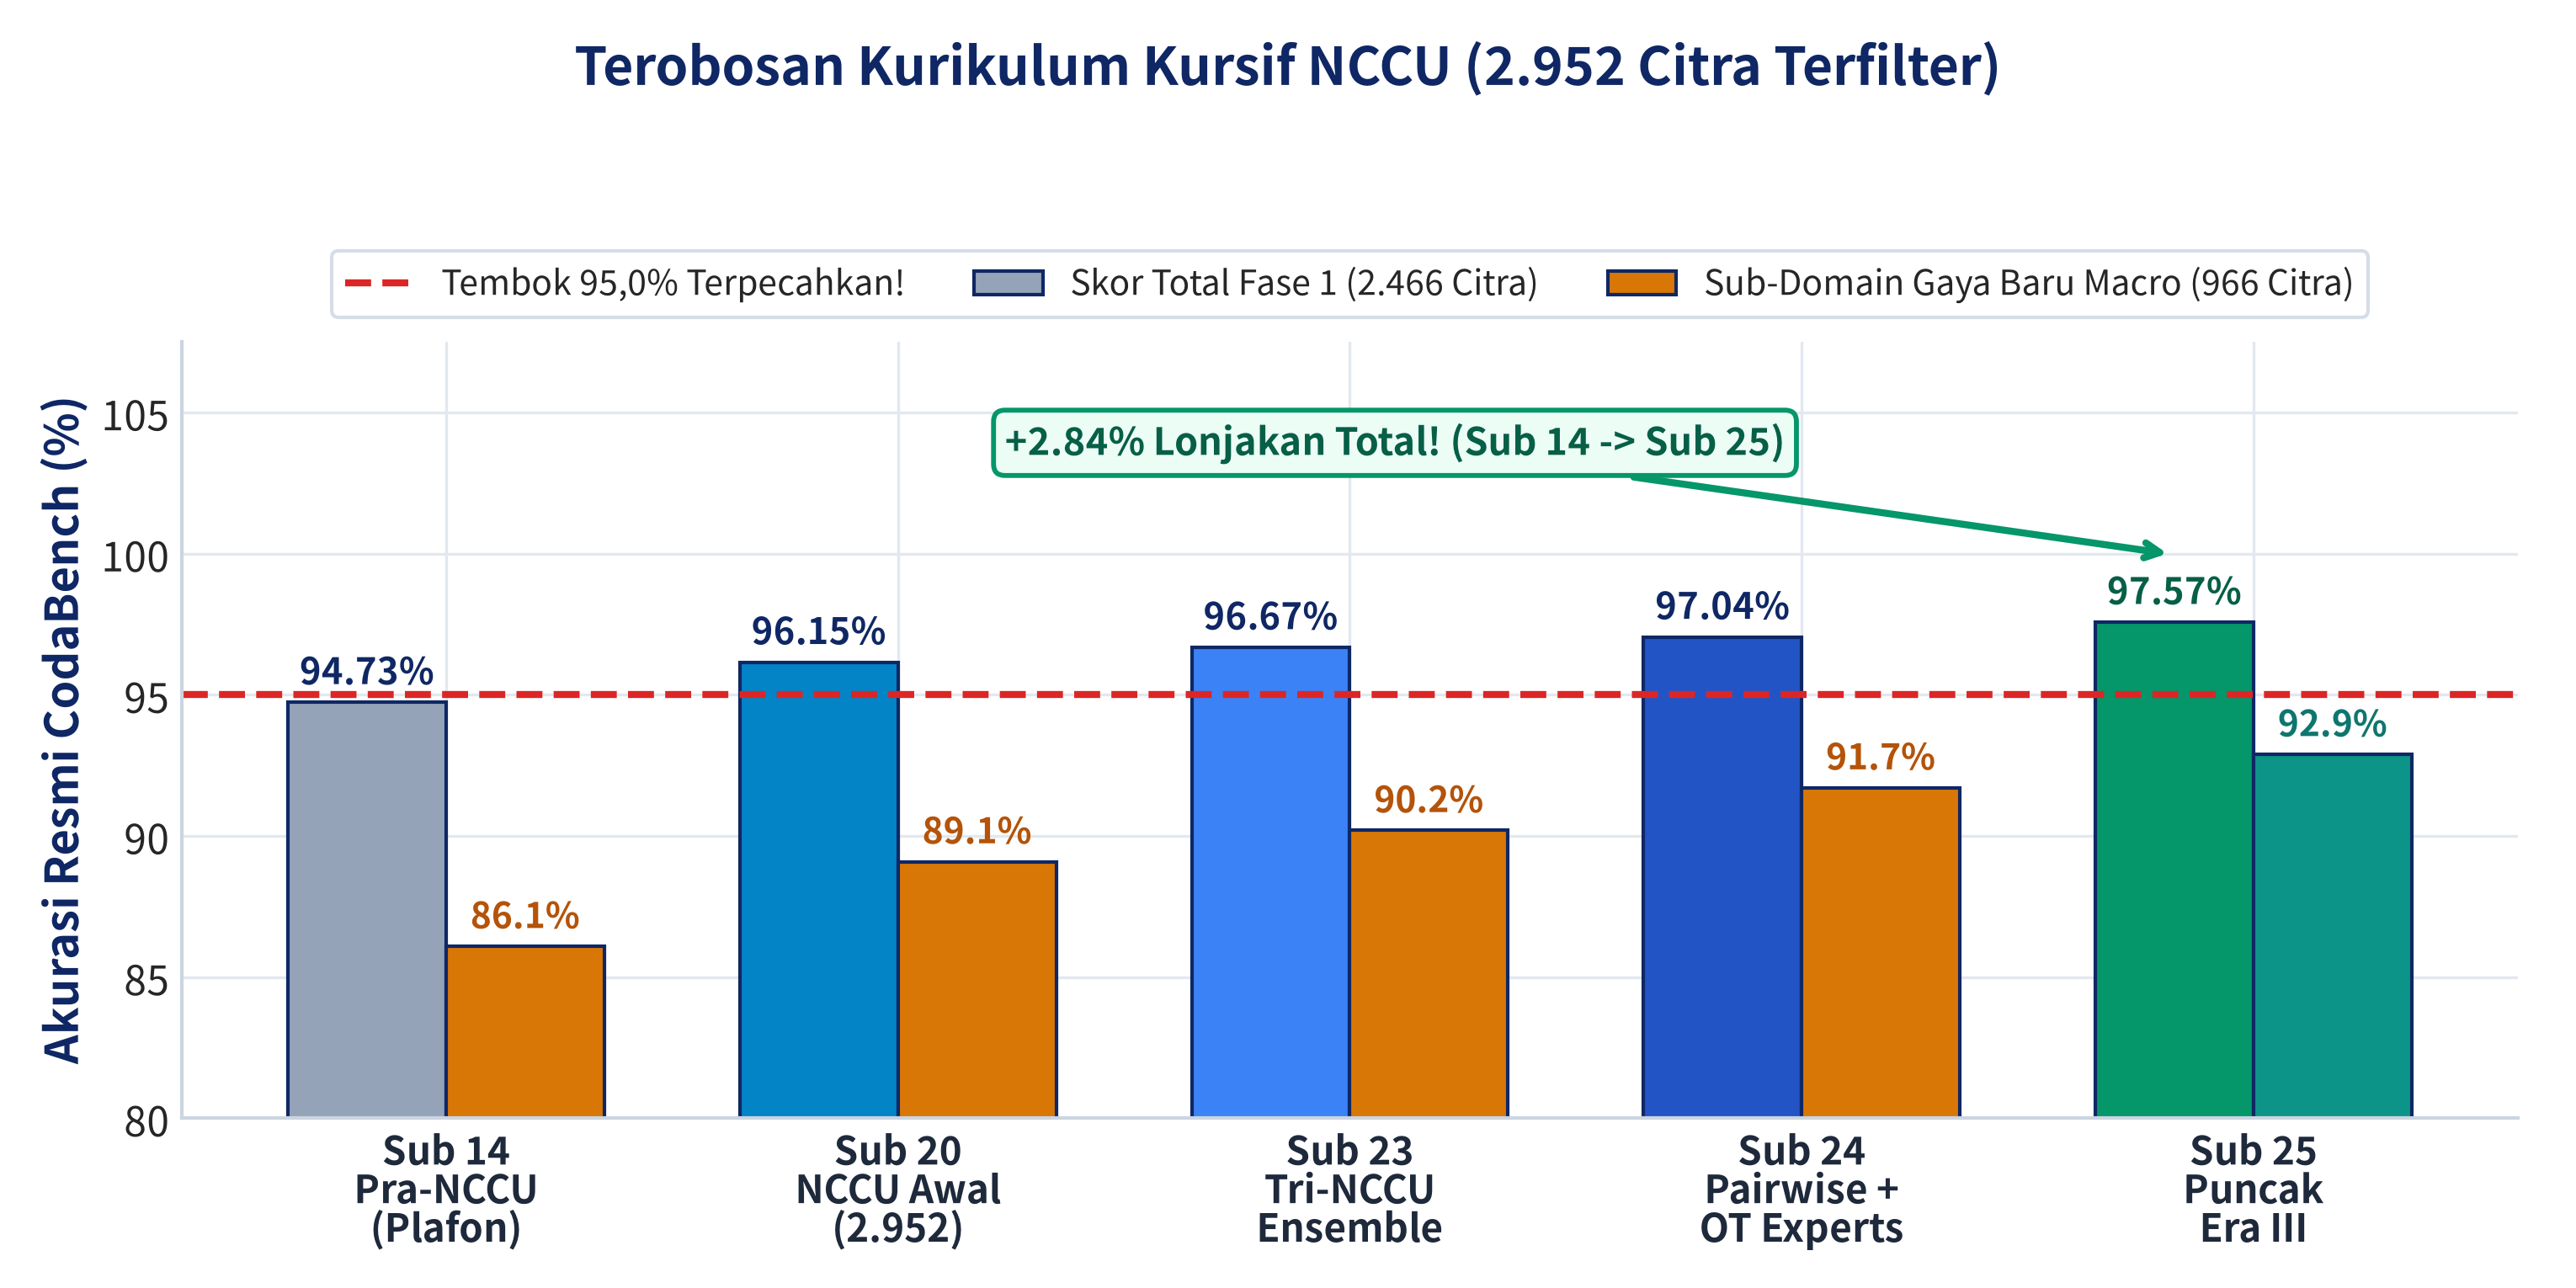 Terobosan Kurikulum Kursif NCCU (2.952 Citra Terfilter)
Tembok 95,0% Terpecahkan!
Skor Total Fase 1 (2.466 Citra)
Sub-Domain Gaya Baru Macro (966 Citra)
Akurasi Resmi CodaBench (%)
105
100
95
90
85
80
+2.84% Lonjakan Total! (Sub 14 -> Sub 25)
94.73%
86.1%
96.15%
89.1%
96.67%
90.2%
97.04%
91.7%
97.57%
92.9%
Sub 14
Pra-NCCU
(Plafon)
Sub 20
NCCU Awal
(2.952)
Sub 23
Tri-NCCU
Ensemble
Sub 24
Pairwise +
OT Experts
Sub 25
Puncak
Era III